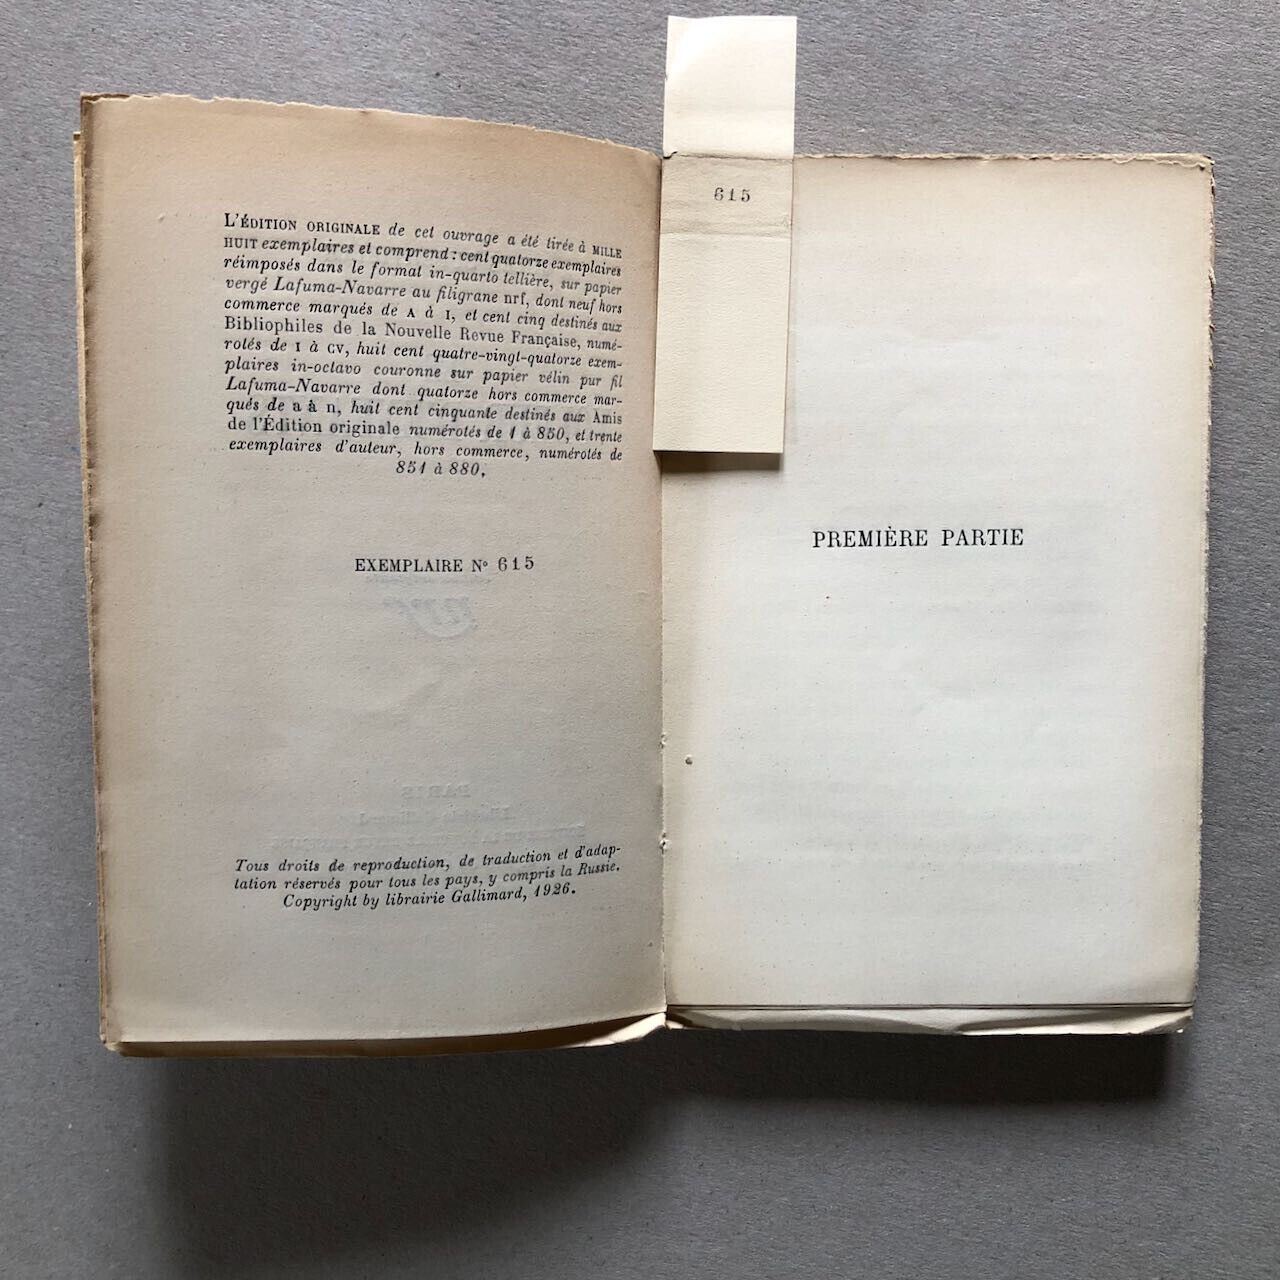 L'ÉDITION ORIGINALE de cet ouvrage a été tirée à MILLE
HUIT exemplaires et comprend : cent quatorze exemplaires
réimposés dans le format in-quarto tellière, sur papier
vergé Lafuma-Navarre au filigrane nrf, dont neuf hors
commerce marqués de A à I, et cent cinq destinés aux
Bibliophiles de la Nouvelle Revue Française, numé-
rotés de I à CV, huit cent quatre-vingt-quatorze exem-
plaires in-octavo couronne sur papier vélin pur fil
Lafuma-Navarre dont quatorze hors commerce mar-
qués de a à n, huit cent cinquante destinés aux Amis
de l'Édition originale numérotés de 1 à 850, et trente
exemplaires d'auteur, hors commerce, numérotés de
851 à 880,
EXEMPLAIRE Nº 615
Tous droits de reproduction, de traduction et d'adap-
tation réservés pour tous les pays, y compris la Russie.
Copyright by librairie Gallimard, 1926.
615
PREMIÈRE PARTIE